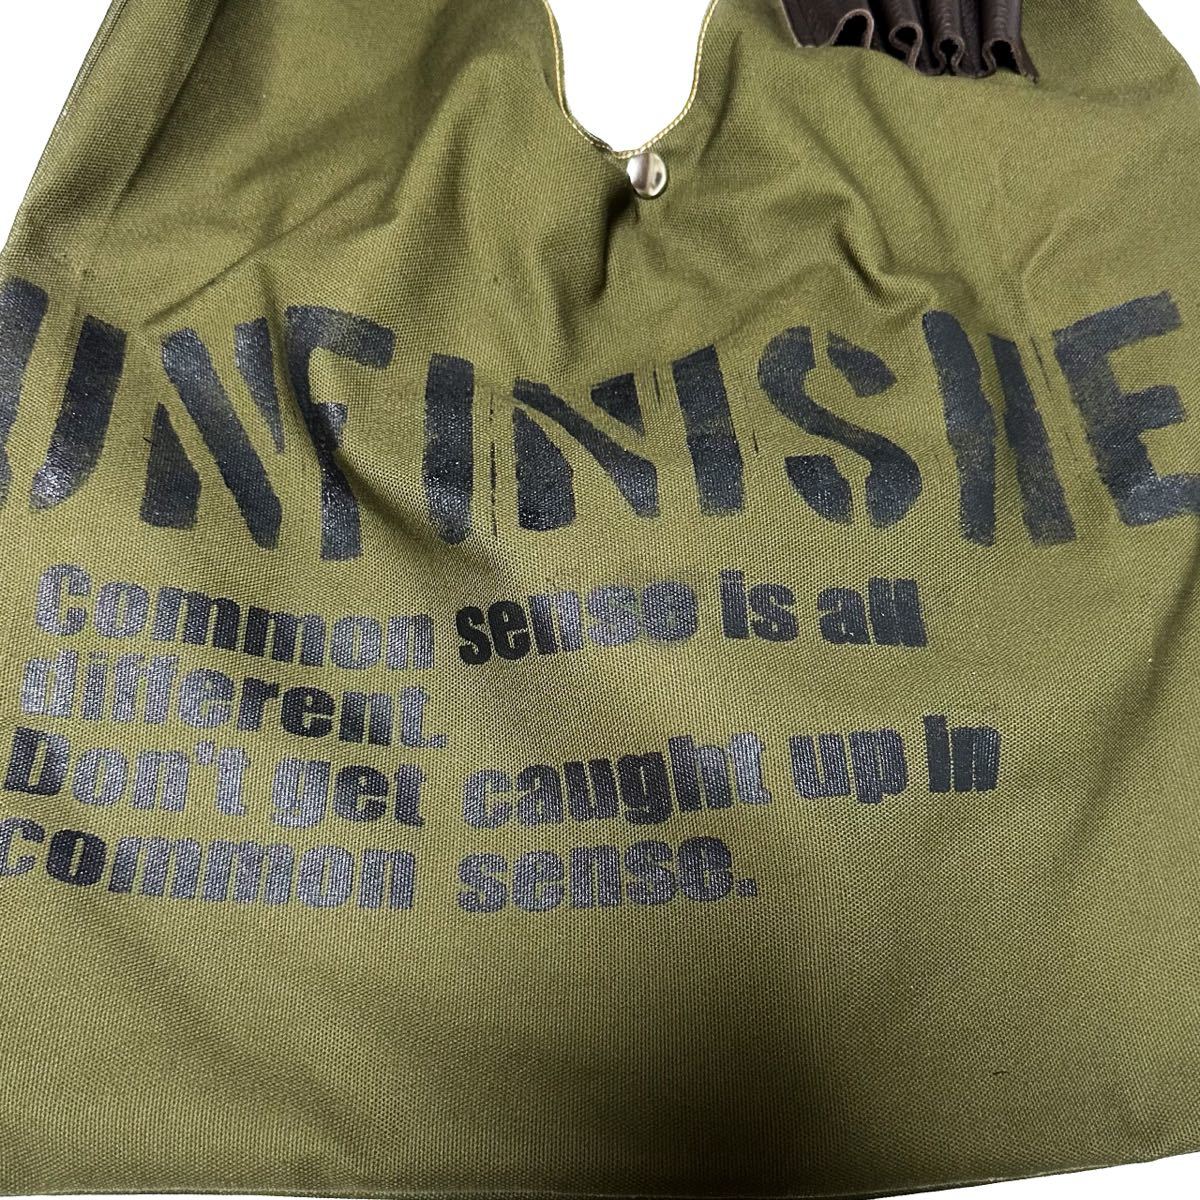 UNFINISHE
Common sense is all
different.
Don't get caught up in
common sense.